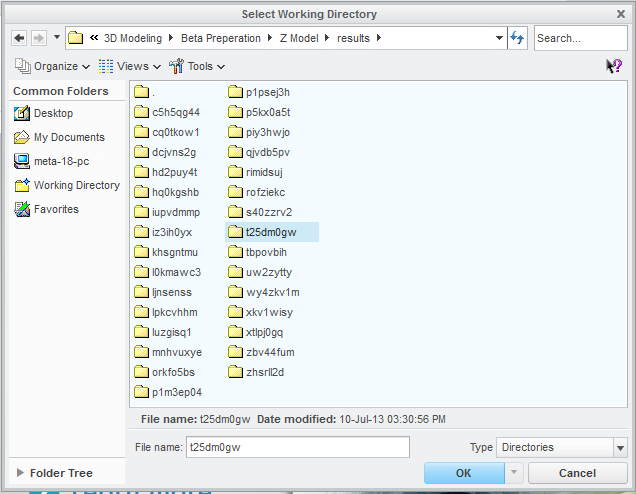 Select Working Directory
3D Modeling Beta Preperation Z Model results Search...
Organize Views Tools
Common Folders
Desktop
My Documents
meta-18-pc
Working Directory
Favorites
Folder Tree
. p1psej3h
c5h5qg44 p5kx0a5t
cq0tkow1 piy3hwjo
dcjvns2g qjvdb5pv
hd2puy4t rimidsuj
hq0kgshb rofziekc
iupvdmmp s40zzrv2
iz3ih0yx t25dm0gw
khsgntmu tbpovbih
l0kmawc3 uw2zytty
ljnsenss wy4zkv1m
lpkcvhhm xkv1wisy
luzgisq1 xtlpj0gq
mnhvuxye zbv44fum
orkfo5bs zhsrll2d
p1m3ep04
File name: t25dm0gw Date modified: 10-Jul-13 03:30:56 PM
File name: t25dm0gw Type Directories
OK Cancel